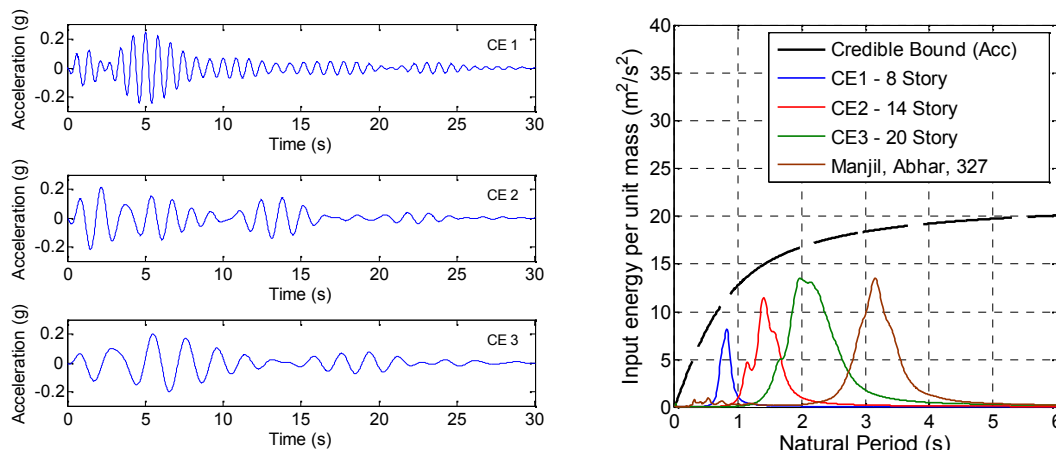 Acceleration (g)
0.2
0
-0.2
CE 1
0 5 10 15 20 25 30
Time (s)
Acceleration (g)
0.2
0
-0.2
CE 2
0 5 10 15 20 25 30
Time (s)
Acceleration (g)
0.2
0
-0.2
CE 3
0 5 10 15 20 25 30
Time (s)
Input energy per unit mass (m²/s²)
40
35
30
25
20
15
10
5
0
Credible Bound (Acc)
CE1 - 8 Story
CE2 - 14 Story
CE3 - 20 Story
Manjil, Abhar, 327
0 1 2 3 4 5 6
Natural Period (s)